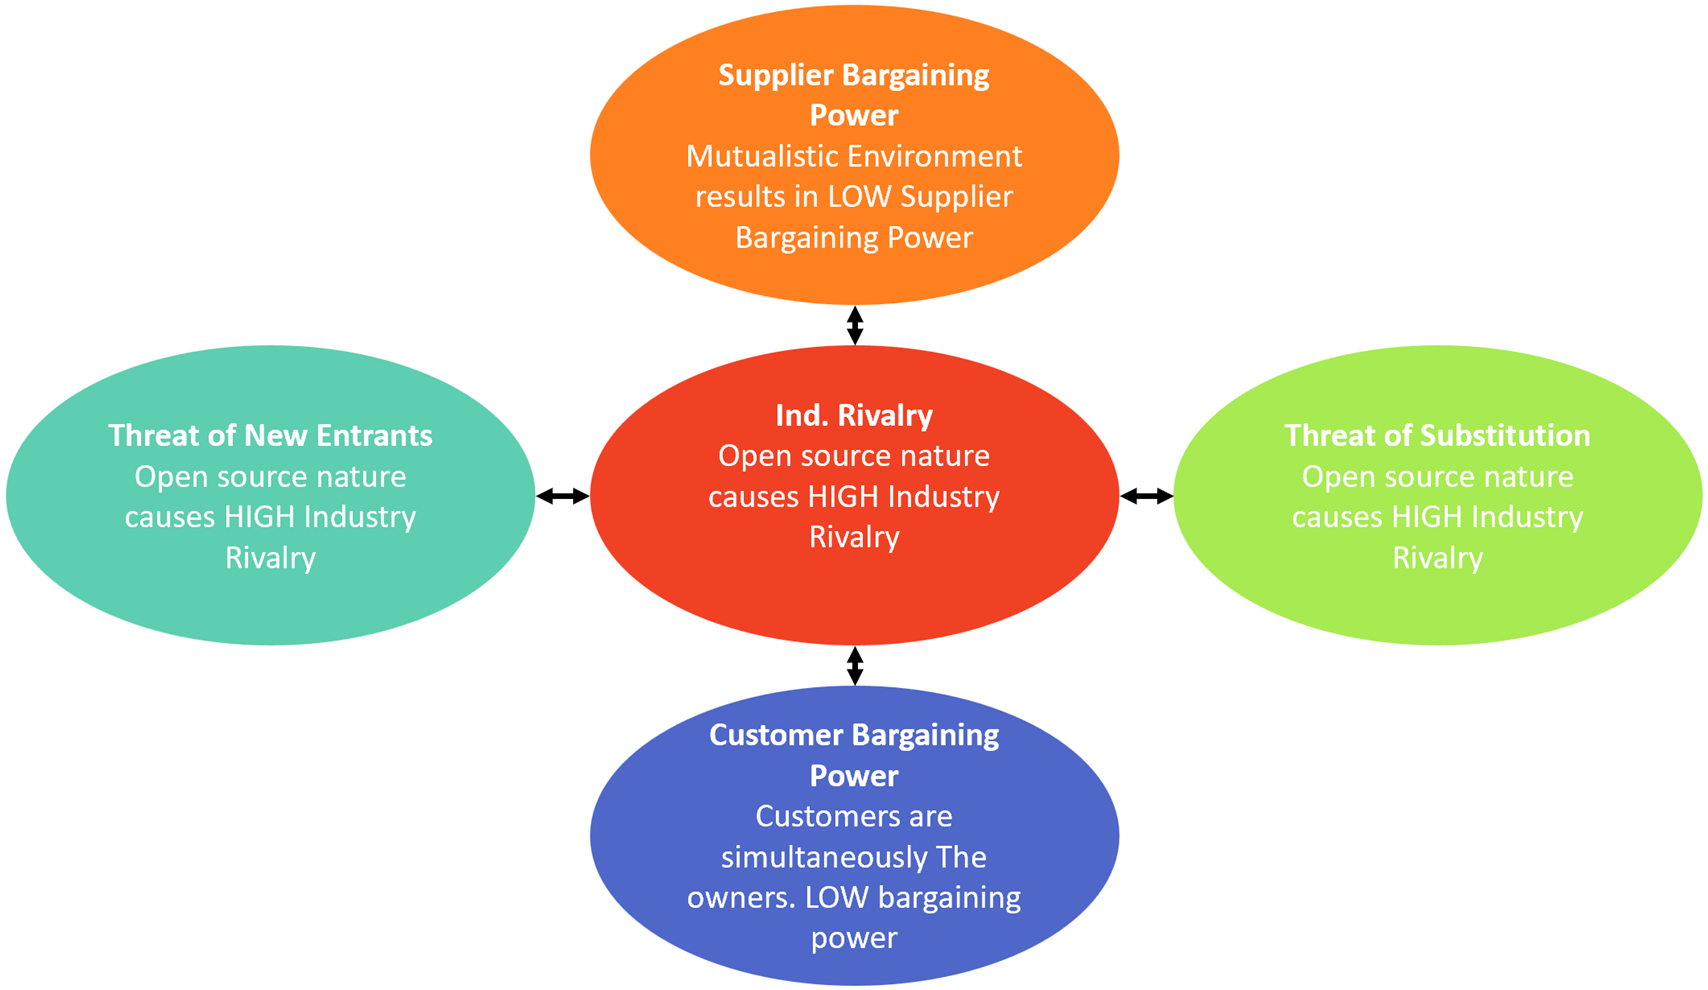 Supplier Bargaining
Power
Mutualistic Environment
results in LOW Supplier
Bargaining Power
Threat of New Entrants
Open source nature
causes HIGH Industry
Rivalry
Ind. Rivalry
Open source nature
causes HIGH Industry
Rivalry
Threat of Substitution
Open source nature
causes HIGH Industry
Rivalry
Customer Bargaining
Power
Customers are
simultaneously The
owners. LOW bargaining
power